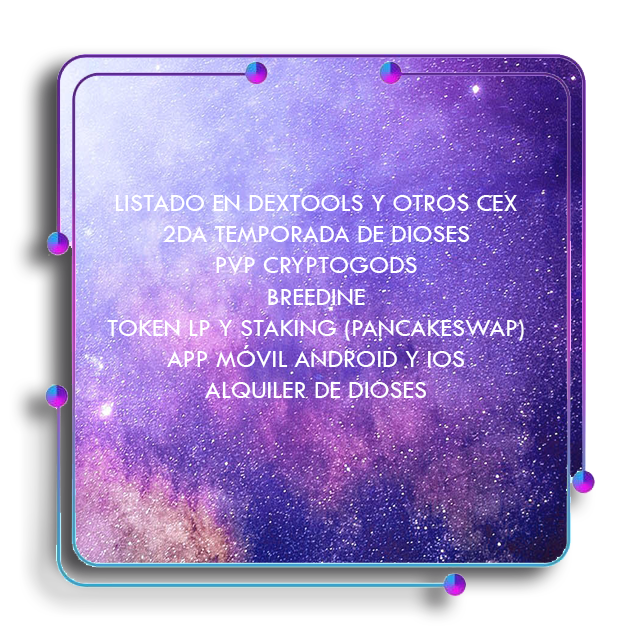 LISTADO EN DEXTOOLS Y OTROS CEX
2DA TEMPORADA DE DIOSES
PVP CRYPTOGODS
BREEDINE
TOKEN LP Y STAKING (PANCAKESWAP)
APP MÓVIL ANDROID Y IOS
ALQUILER DE DIOSES